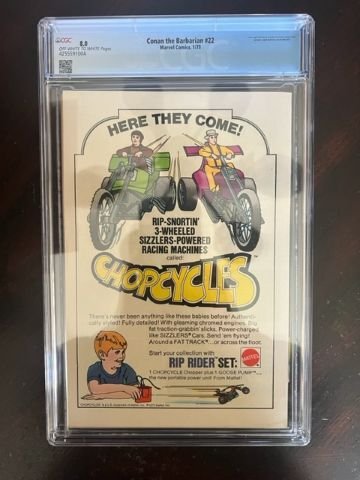 CGC
8.0
Conan the Barbarian #22
OFF-WHITE TO WHITE Pages
Marvel Comics, 1/73
HERE THEY COME!
RIP-SNORTIN'
3-WHEELED
SIZZLERS-POWERED
RACING MACHINES
called:
CHOPCYCLES™
There's never been anything like these babies before! Authenti-
cally styled! Fully detailed! With gleaming chromed engines. Big
fat traction-grabbin' slicks. Power-charged
like SIZZLERS® Cars. Send 'em flying!
Around a FAT TRACK™...or across the floor.
Start your collection with
RIP RIDER SET:
MATTEL
1 CHOPCYCLE Chopper plus 1 GOOSE PUMP™...
the new portable power unit! From Mattel!